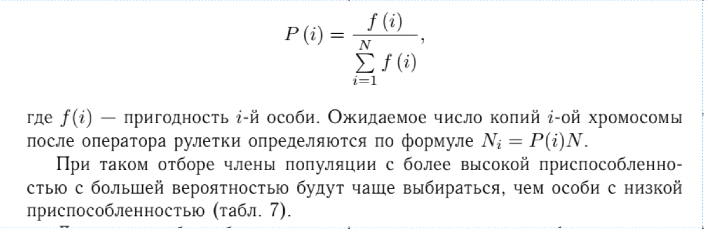 P (i) = f (i) / N ∑ i=1 f (i),
где f(i) — пригодность i-й особи. Ожидаемое число копий i-ой хромосомы
после оператора рулетки определяются по формуле Nᵢ = P(i)N.
При таком отборе члены популяции с более высокой приспособленно-
стью с большей вероятностью будут чаще выбираться, чем особи с низкой
приспособленностью (табл. 7).